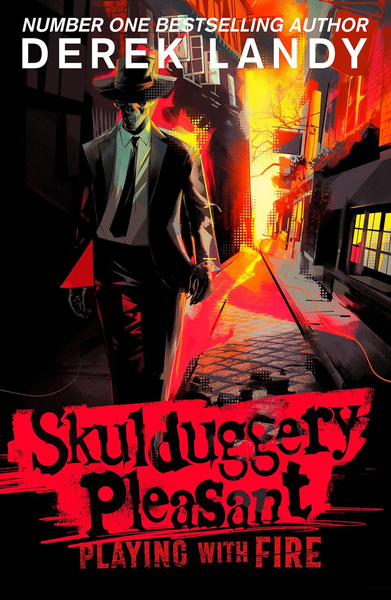 NUMBER ONE BESTSELLING AUTHOR
DEREK LANDY
Skulduggery
Pleasant
PLAYING WITH FIRE